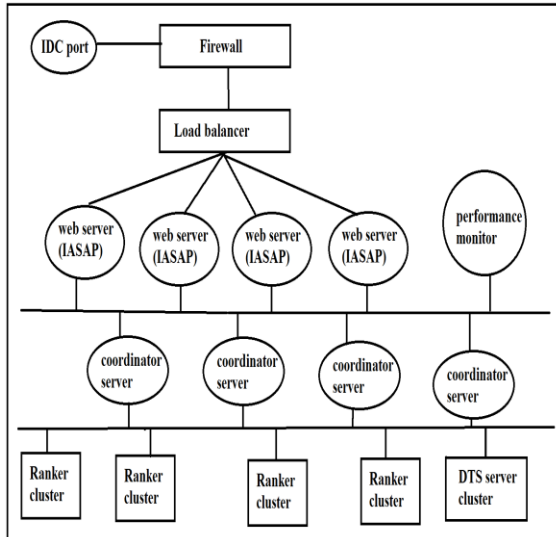 IDC port
Firewall
Load balancer
web server
(IASAP)
web server
(IASAP)
web server
(IASAP)
web server
(IASAP)
performance
monitor
coordinator
server
coordinator
server
coordinator
server
coordinator
server
Ranker
cluster
Ranker
cluster
Ranker
cluster
Ranker
cluster
DTS server
cluster